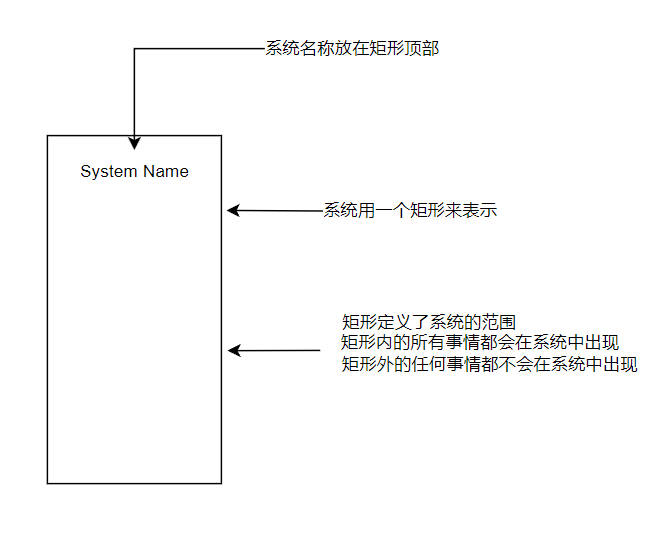 系统名称放在矩形顶部
System Name
系统用一个矩形来表示
矩形定义了系统的范围
矩形内的所有事情都会在系统中出现
矩形外的任何事情都不会在系统中出现